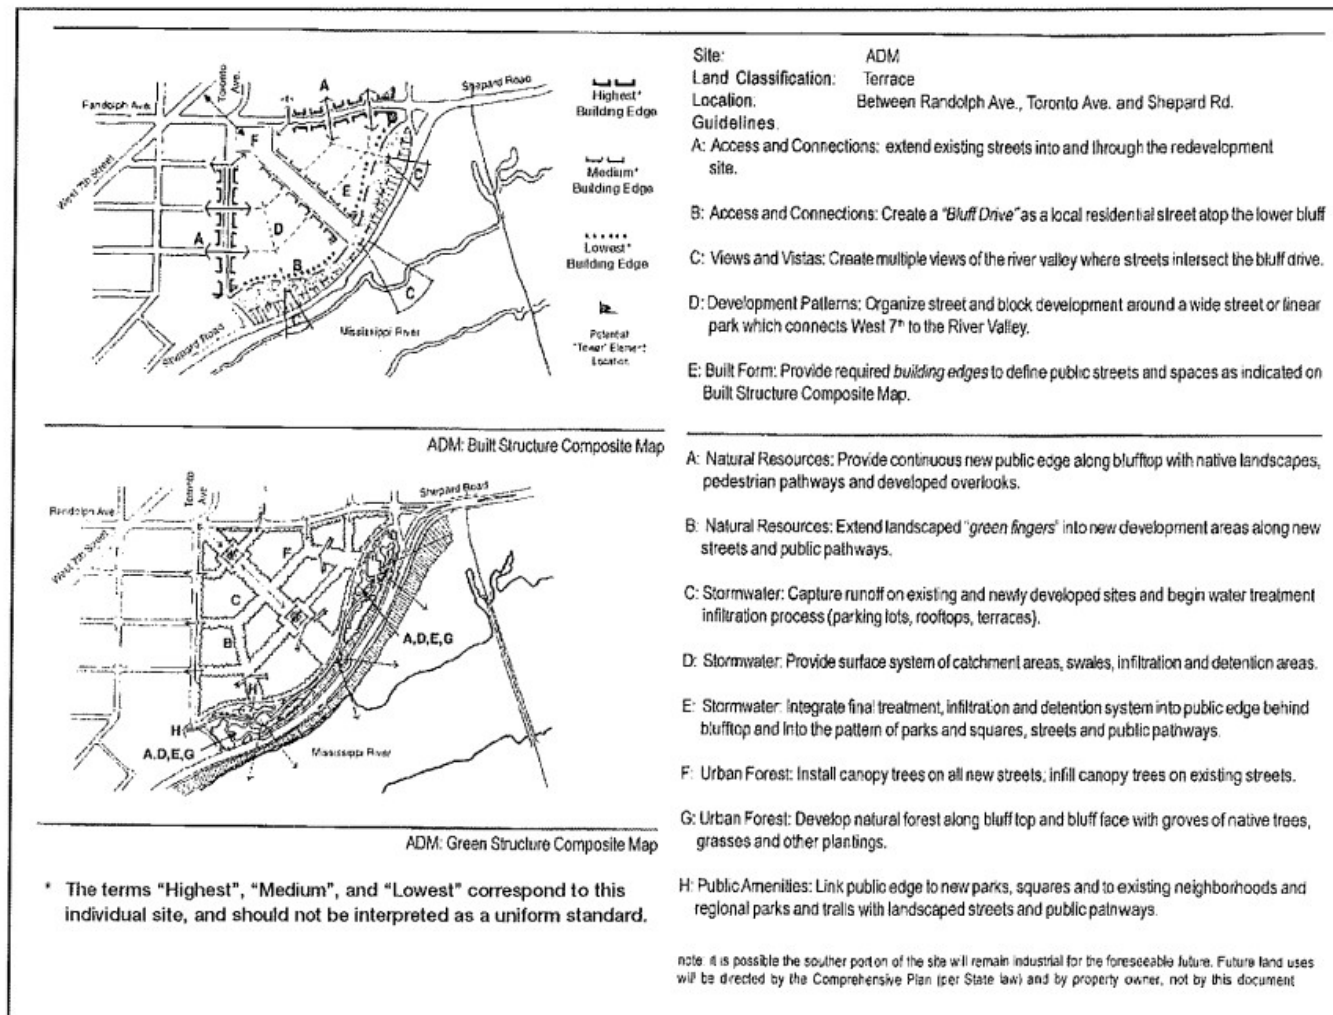 Site: ADM
Land Classification: Terrace
Location: Between Randolph Ave., Toronto Ave. and Shepard Rd.
Guidelines.
A: Access and Connections: extend existing streets into and through the redevelopment
site.
B: Access and Connections: Create a "Bluff Drive" as a local residential street atop the lower bluff
C: Views and Vistas: Create multiple views of the river valley where streets intersect the bluff drive.
D: Development Patterns: Organize street and block development around a wide street or linear
park which connects West 7th to the River Valley.
E: Built Form: Provide required building edges to define public streets and spaces as indicated on
Built Structure Composite Map.
Randolph Ave.
Toronto
Ave.
West 7th Street
Shepard Road
Shepard Road
Mississippi River
A
F
D
E
C
A
D
B
C
C
Highest*
Building Edge
Medium*
Building Edge
Lowest*
Building Edge
Potential
"Tower" Element
Location
ADM: Built Structure Composite Map
A: Natural Resources: Provide continuous new public edge along blufftop with native landscapes,
pedestrian pathways and developed overlooks.
B: Natural Resources: Extend landscaped "green fingers" into new development areas along new
streets and public pathways.
C: Stormwater: Capture runoff on existing and newly developed sites and begin water treatment
infiltration process (parking lots, rooftops, terraces).
D: Stormwater: Provide surface system of catchment areas, swales, infiltration and detention areas.
E: Stormwater: Integrate final treatment, infiltration and detention system into public edge behind
blufftop and into the pattern of parks and squares, streets and public pathways.
F: Urban Forest: Install canopy trees on all new streets; infill canopy trees on existing streets.
G: Urban Forest: Develop natural forest along bluff top and bluff face with groves of native trees,
grasses and other plantings.
H: Public Amenities: Link public edge to new parks, squares and to existing neighborhoods and
regional parks and trails with landscaped streets and public pathways.
Randolph Ave
Toronto
Ave
West 7th Street
Shepard Road
Mississippi River
F
C
B
H
H
A,D,E,G
A,D,E,G
ADM: Green Structure Composite Map
* The terms "Highest", "Medium", and "Lowest" correspond to this
individual site, and should not be interpreted as a uniform standard.
note: it is possible the souther portion of the site will remain industrial for the foreseeable future. Future land uses
will be directed by the Comprehensive Plan (per State law) and by property owner, not by this document